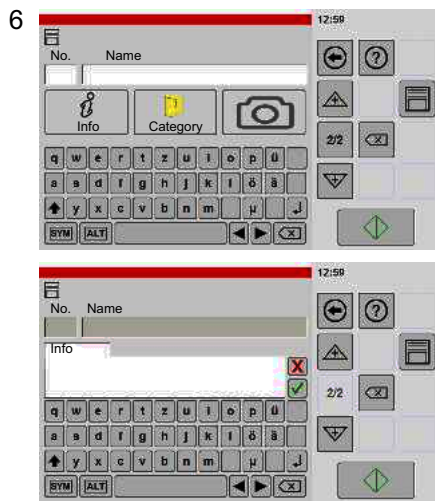 6
12:59
No. Name
Info Category
2/2
q w e r t z u i o p ü
a s d f g h j k l ö ä
y x c v b n m µ
SYM ALT
12:59
No. Name
Info
2/2
q w e r t z u i o p ü
a s d f g h j k l ö ä
y x c v b n m µ
SYM ALT